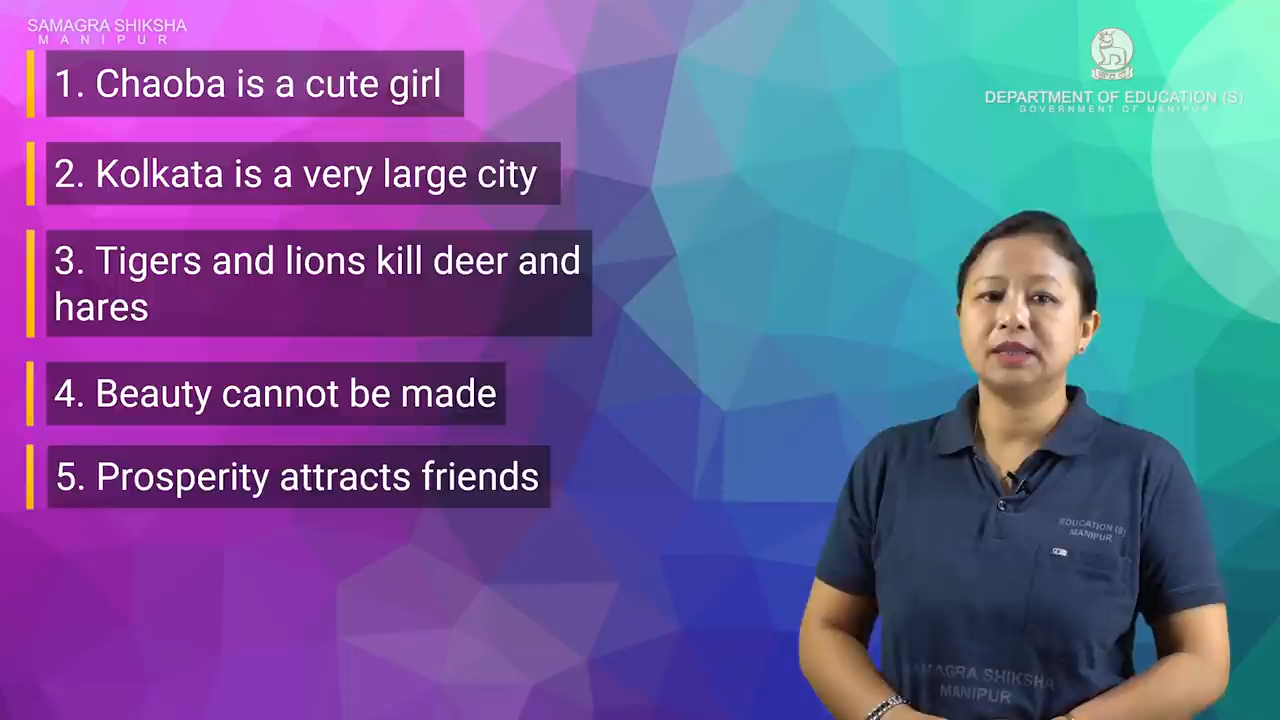 SAMAGRA SHIKSHA
MANIPUR
1. Chaoba is a cute girl
2. Kolkata is a very large city
3. Tigers and lions kill deer and
hares
4. Beauty cannot be made
5. Prosperity attracts friends
DEPARTMENT OF EDUCATION (S)
GOVERNMENT OF MANIPUR
EDUCATION (S)
MANIPUR
SAMAGRA SHIKSHA
MANIPUR